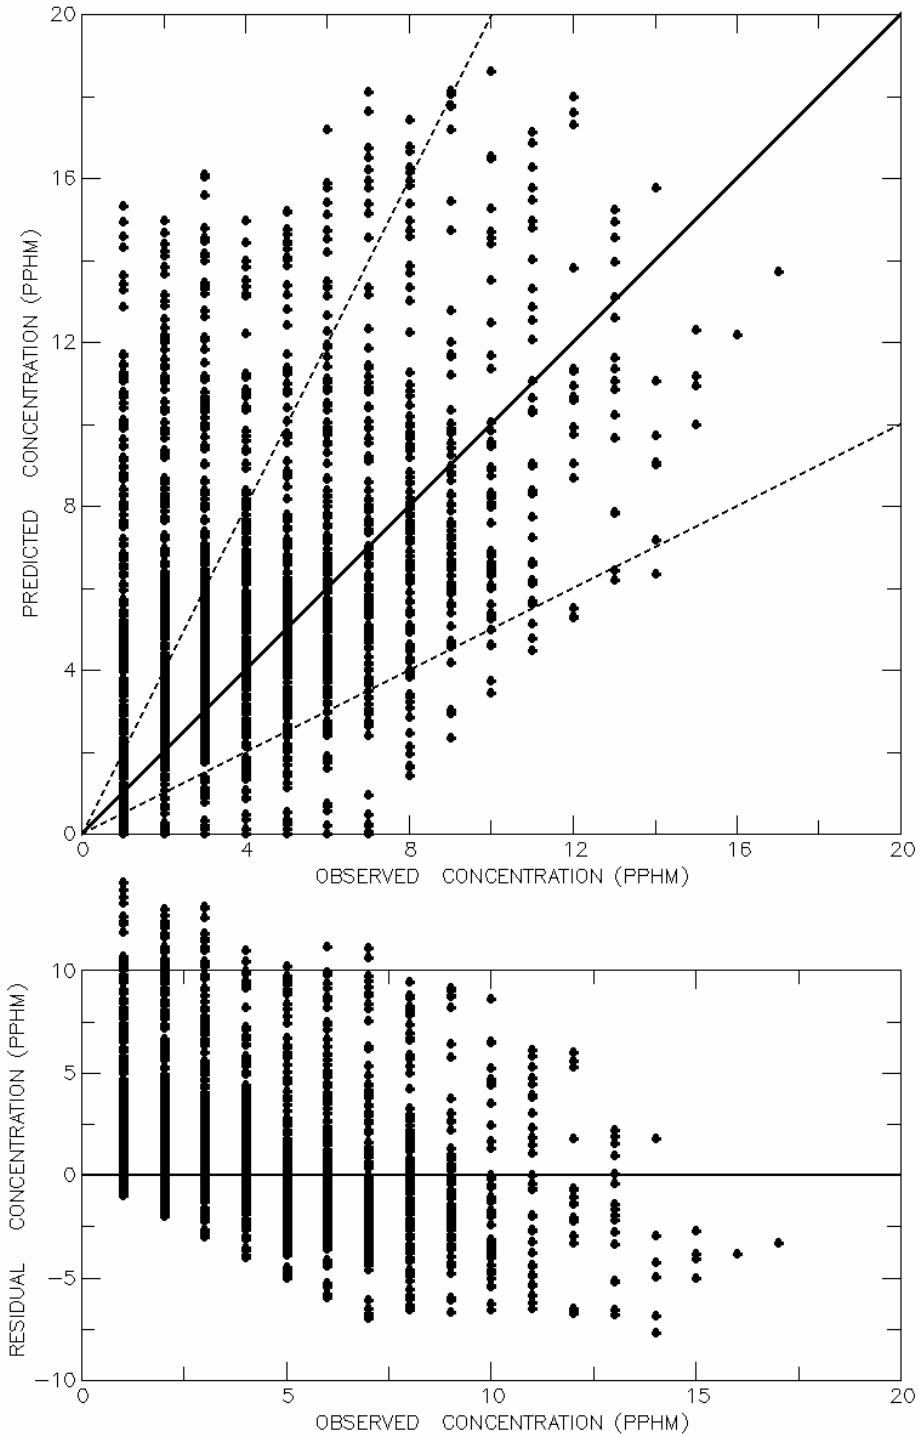 20
16
12
8
4
0
PREDICTED CONCENTRATION (PPHM)
0 4 8 12 16 20
OBSERVED CONCENTRATION (PPHM)
10
5
0
−5
−10
RESIDUAL CONCENTRATION (PPHM)
0 5 10 15 20
OBSERVED CONCENTRATION (PPHM)